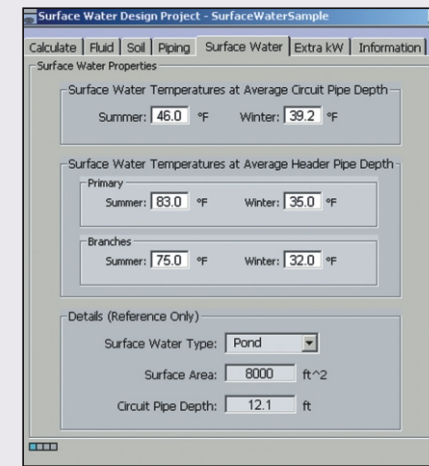 Surface Water Design Project - SurfaceWaterSample
Calculate Fluid Soil Piping Surface Water Extra kW Information
Surface Water Properties
Surface Water Temperatures at Average Circuit Pipe Depth
Summer: 46.0 °F Winter: 39.2 °F
Surface Water Temperatures at Average Header Pipe Depth
Primary
Summer: 83.0 °F Winter: 35.0 °F
Branches
Summer: 75.0 °F Winter: 32.0 °F
Details (Reference Only)
Surface Water Type: Pond
Surface Area: 8000 ft^2
Circuit Pipe Depth: 12.1 ft